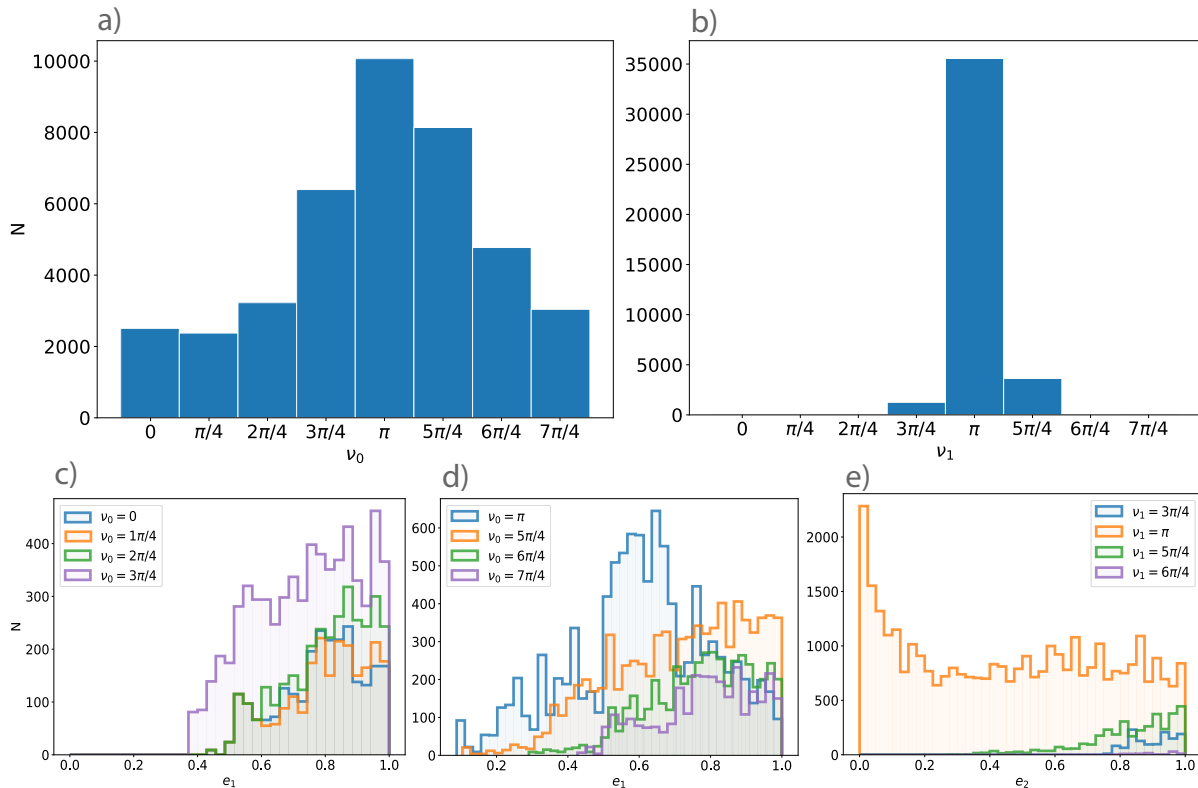 a)
10000
8000
6000
4000
2000
0
N
0 π/4 2π/4 3π/4 π 5π/4 6π/4 7π/4
ν₀
b)
35000
30000
25000
20000
15000
10000
5000
0
0 π/4 2π/4 3π/4 π 5π/4 6π/4 7π/4
ν₁
c)
ν₀ = 0
ν₀ = 1π/4
ν₀ = 2π/4
ν₀ = 3π/4
400
300
200
100
0
N
0.0 0.2 0.4 0.6 0.8 1.0
e₁
d)
ν₀ = π
ν₀ = 5π/4
ν₀ = 6π/4
ν₀ = 7π/4
600
500
400
300
200
100
0
0.2 0.4 0.6 0.8 1.0
e₁
e)
ν₁ = 3π/4
ν₁ = π
ν₁ = 5π/4
ν₁ = 6π/4
2000
1500
1000
500
0
0.0 0.2 0.4 0.6 0.8 1.0
e₂